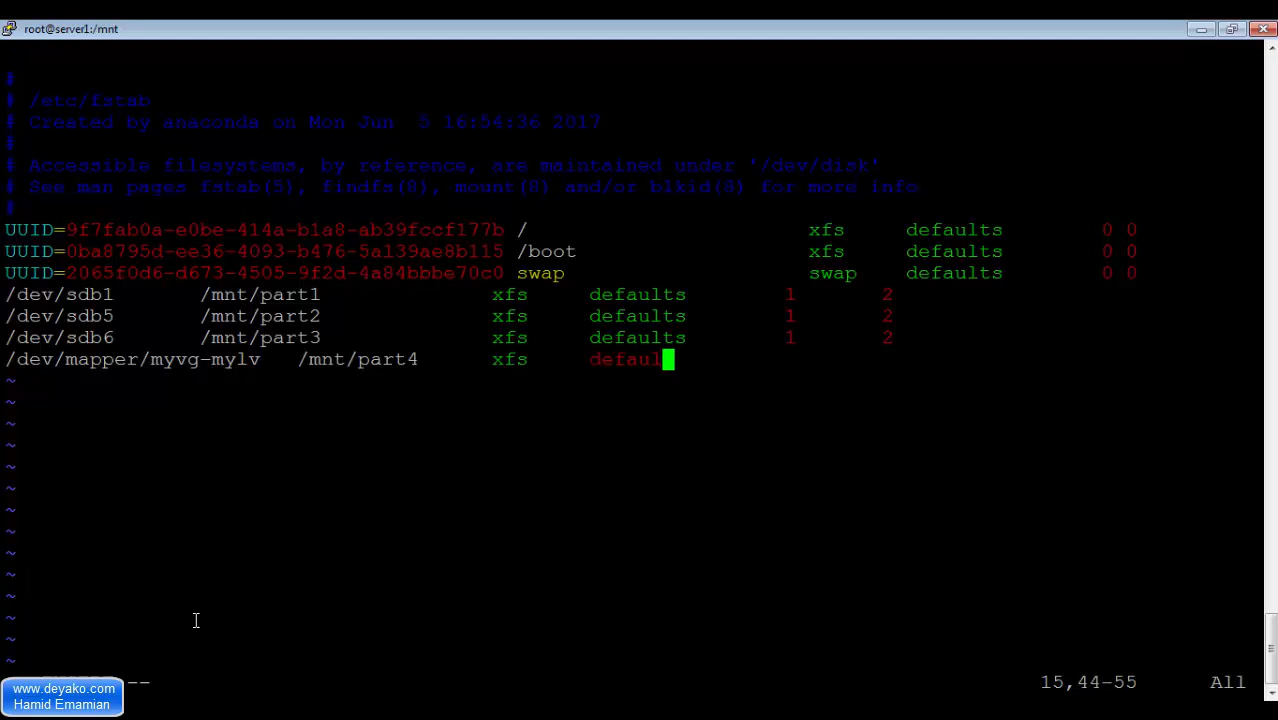 root@server1:/mnt
#
# /etc/fstab
# Created by anaconda on Mon Jun  5 16:54:36 2017
#
# Accessible filesystems, by reference, are maintained under '/dev/disk'
# See man pages fstab(5), findfs(8), mount(8) and/or blkid(8) for more info
#
UUID=9f7fab0a-e0be-414a-b1a8-ab39fccf177b /                       xfs     defaults        0 0
UUID=0ba8795d-ee36-4093-b476-5a139ae8b115 /boot                   xfs     defaults        0 0
UUID=2065f0d6-d673-4505-9f2d-4a84bbbe70c0 swap                    swap    defaults        0 0
/dev/sdb1       /mnt/part1              xfs     defaults        1       2
/dev/sdb5       /mnt/part2              xfs     defaults        1       2
/dev/sdb6       /mnt/part3              xfs     defaults        1       2
/dev/mapper/myvg-mylv   /mnt/part4      xfs     defaul
~
~
~
~
~
~
~
~
~
~
~
~
~
~
-- 15,44-55 All
www.deyako.com
Hamid Emamian